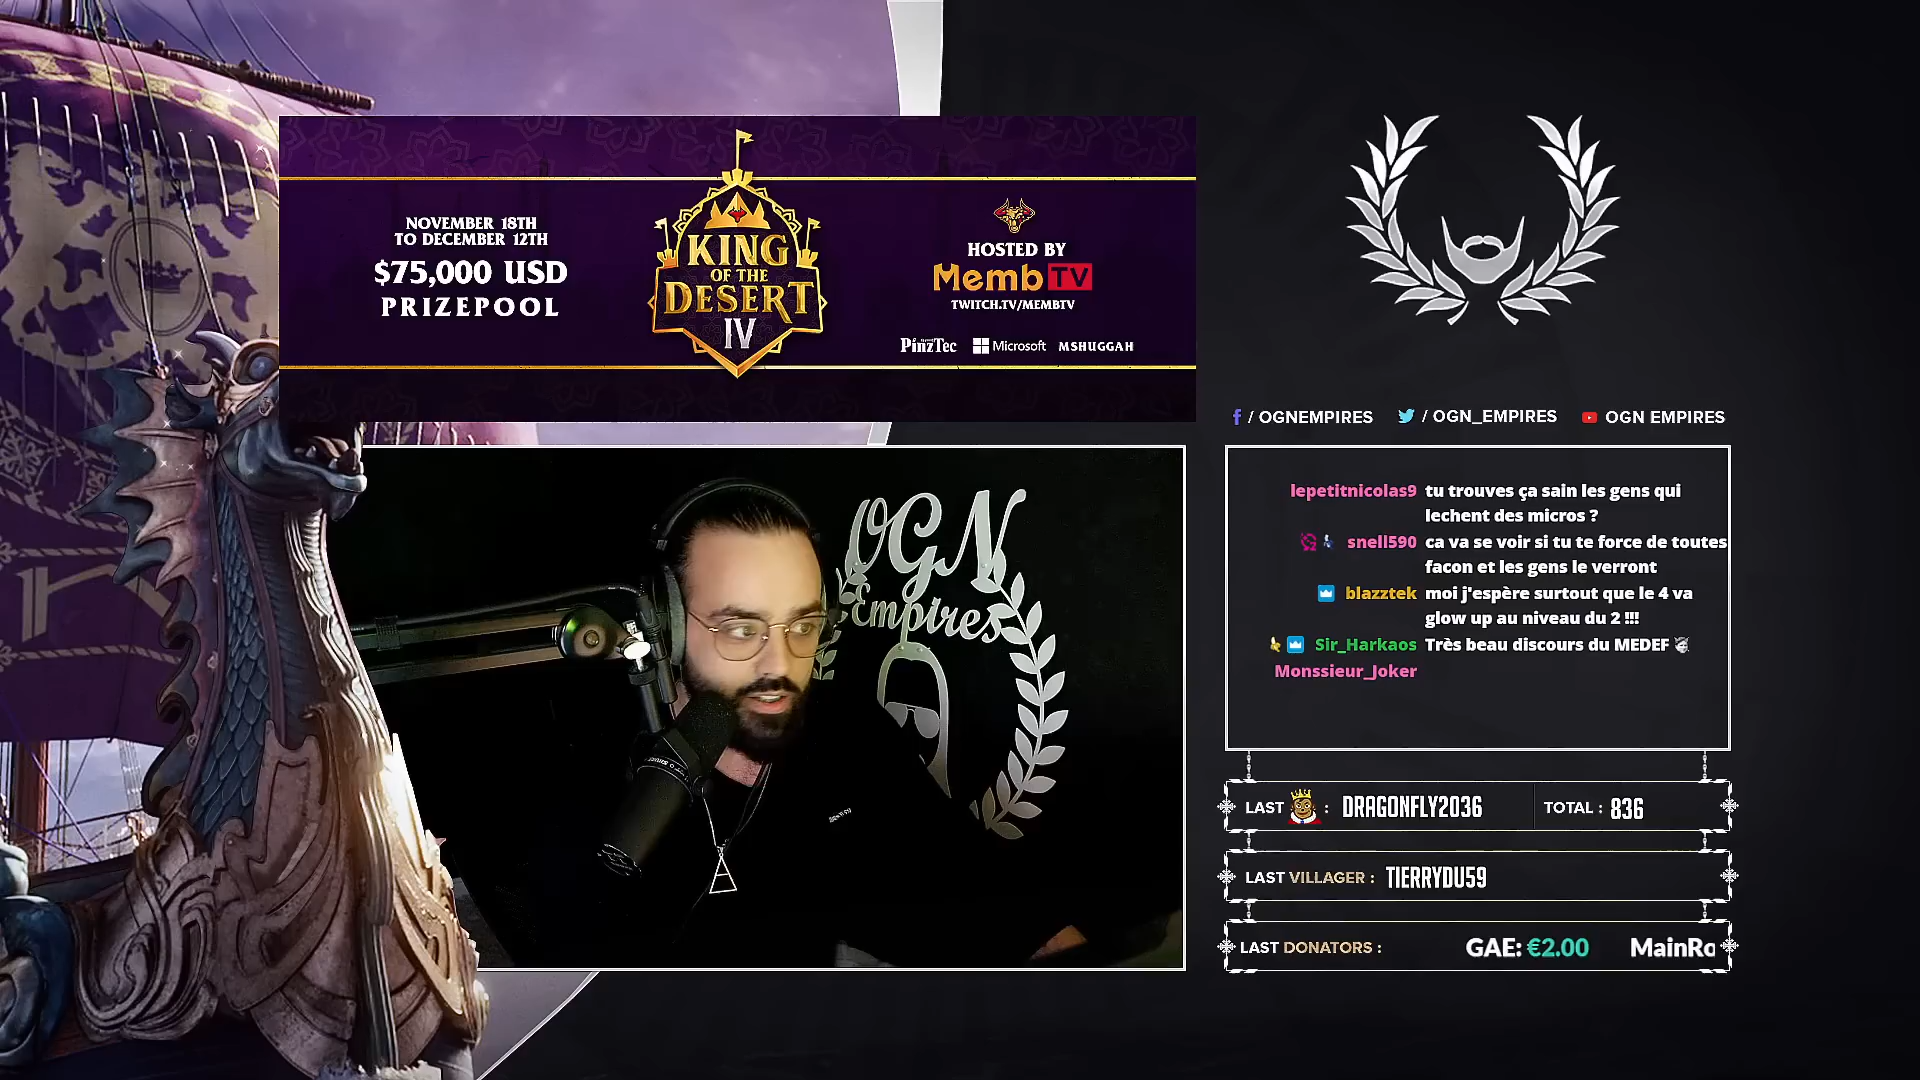 NOVEMBER 18TH
TO DECEMBER 12TH
$75,000 USD
PRIZEPOOL
KING
OF THE
DESERT
IV
HOSTED BY
MembTV
TWITCH.TV/MEMBTV
PinzTec Microsoft MSHUGGAH
/ OGNEMPIRES / OGN_EMPIRES OGN EMPIRES
OGN
Empires
lepetitnicolas9 tu trouves ça sain les gens qui
lechent des micros ?
snell590 ca va se voir si tu te force de toutes
facon et les gens le verront
blazztek moi j'espère surtout que le 4 va
glow up au niveau du 2 !!!
Sir_Harkaos Très beau discours du MEDEF
Monssieur_Joker
LAST : DRAGONFLY2036 TOTAL : 836
LAST VILLAGER : TIERRYDU59
LAST DONATORS : GAE: €2.00 MainRo